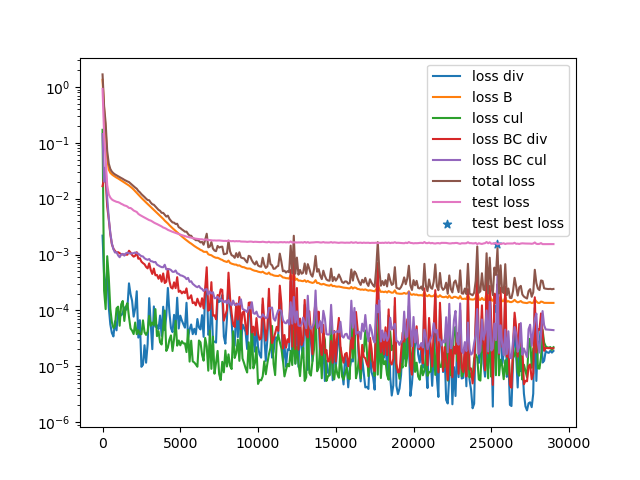 loss div
loss B
loss cul
loss BC div
loss BC cul
total loss
test loss
test best loss
10⁰
10⁻¹
10⁻²
10⁻³
10⁻⁴
10⁻⁵
10⁻⁶
0 5000 10000 15000 20000 25000 30000